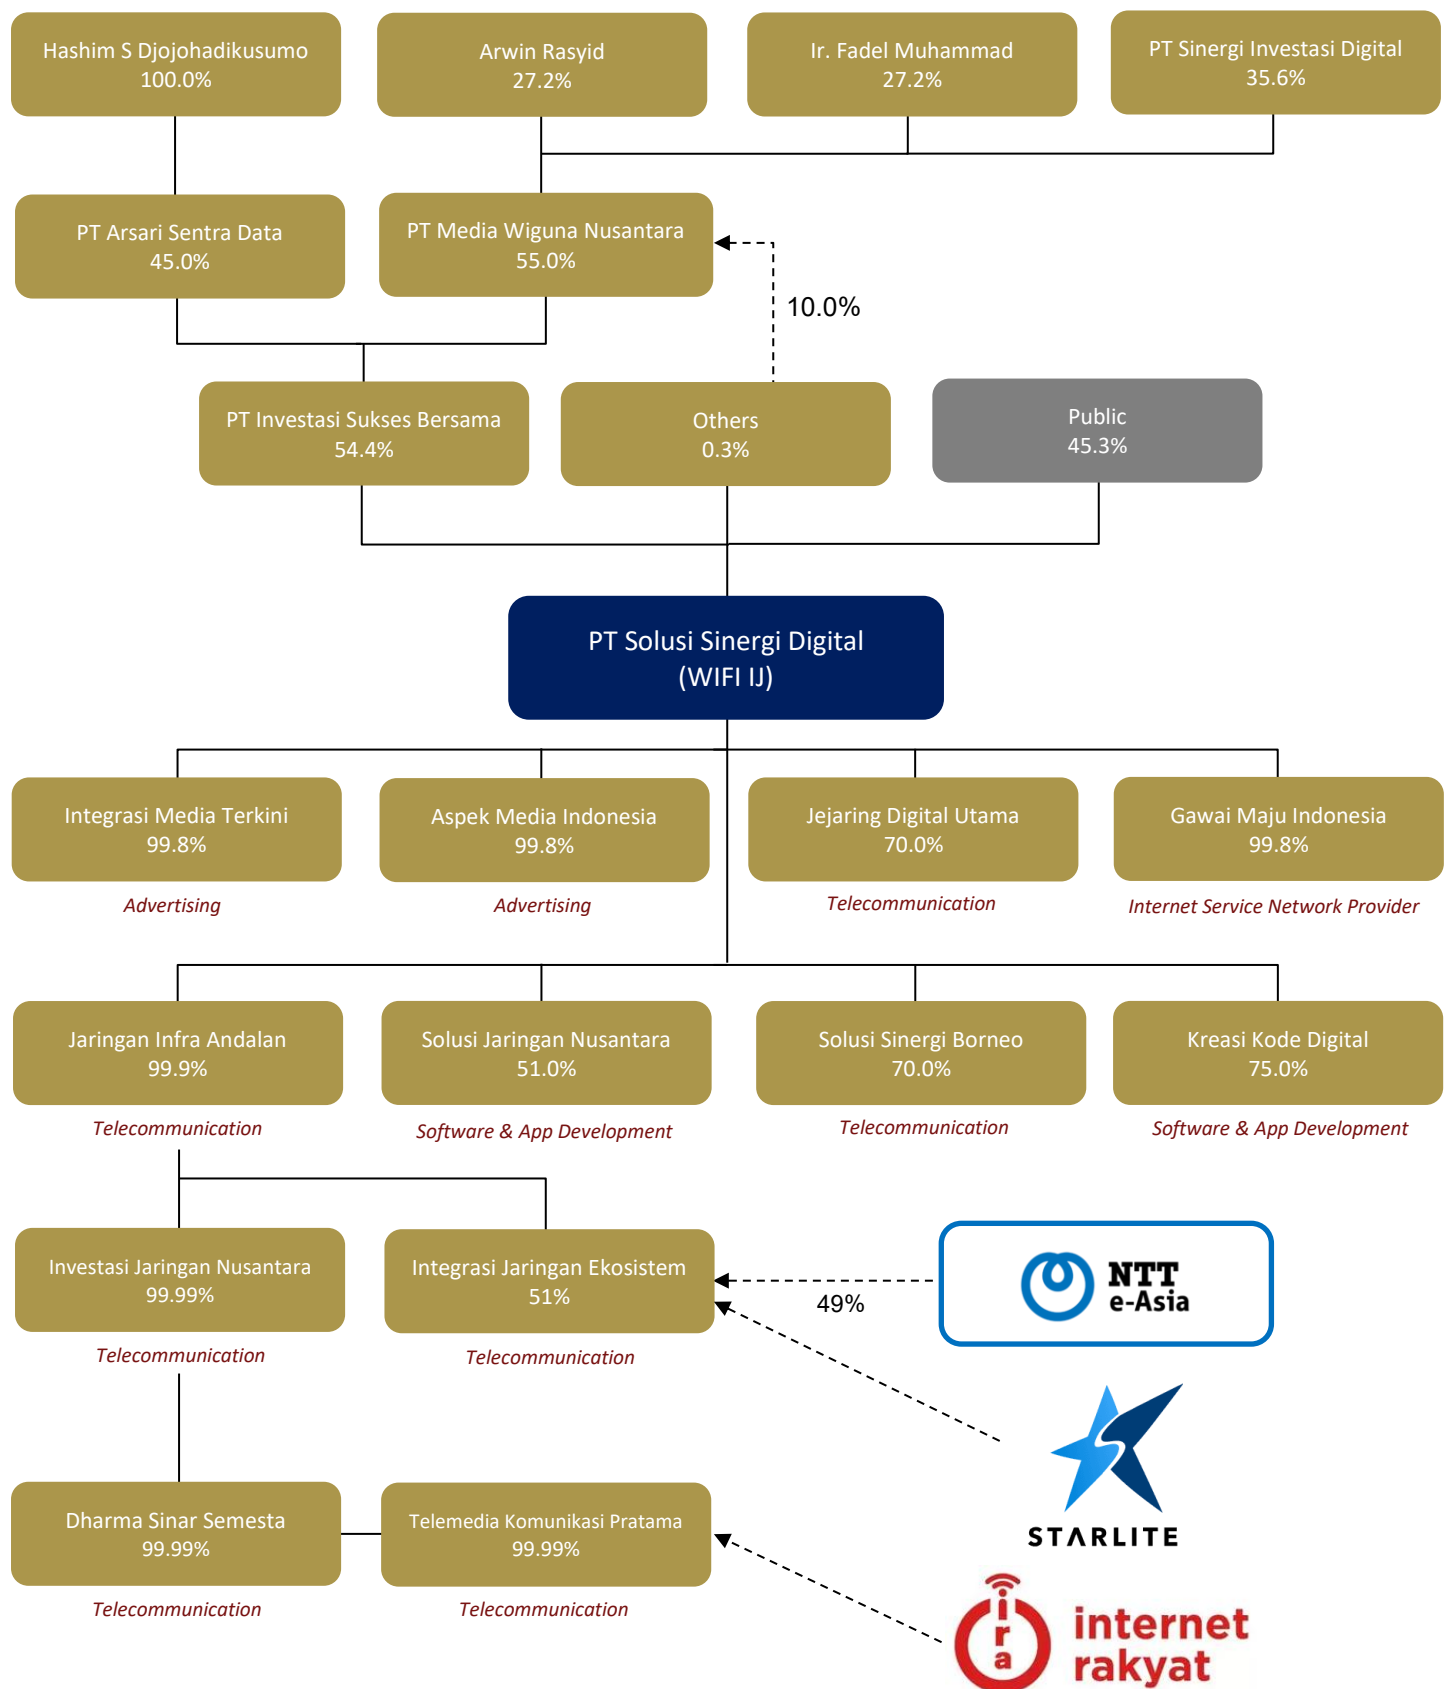 Hashim S Djojohadikusumo
100.0%
Arwin Rasyid
27.2%
Ir. Fadel Muhammad
27.2%
PT Sinergi Investasi Digital
35.6%
PT Arsari Sentra Data
45.0%
PT Media Wiguna Nusantara
55.0%
10.0%
PT Investasi Sukses Bersama
54.4%
Others
0.3%
Public
45.3%
PT Solusi Sinergi Digital
(WIFI IJ)
Integrasi Media Terkini
99.8%
Advertising
Aspek Media Indonesia
99.8%
Advertising
Jejaring Digital Utama
70.0%
Telecommunication
Gawai Maju Indonesia
99.8%
Internet Service Network Provider
Jaringan Infra Andalan
99.9%
Telecommunication
Solusi Jaringan Nusantara
51.0%
Software & App Development
Solusi Sinergi Borneo
70.0%
Telecommunication
Kreasi Kode Digital
75.0%
Software & App Development
Investasi Jaringan Nusantara
99.99%
Telecommunication
Integrasi Jaringan Ekosistem
51%
Telecommunication
49%
NTT
e-Asia
STARLITE
Dharma Sinar Semesta
99.99%
Telecommunication
Telemedia Komunikasi Pratama
99.99%
Telecommunication
ira
internet
rakyat